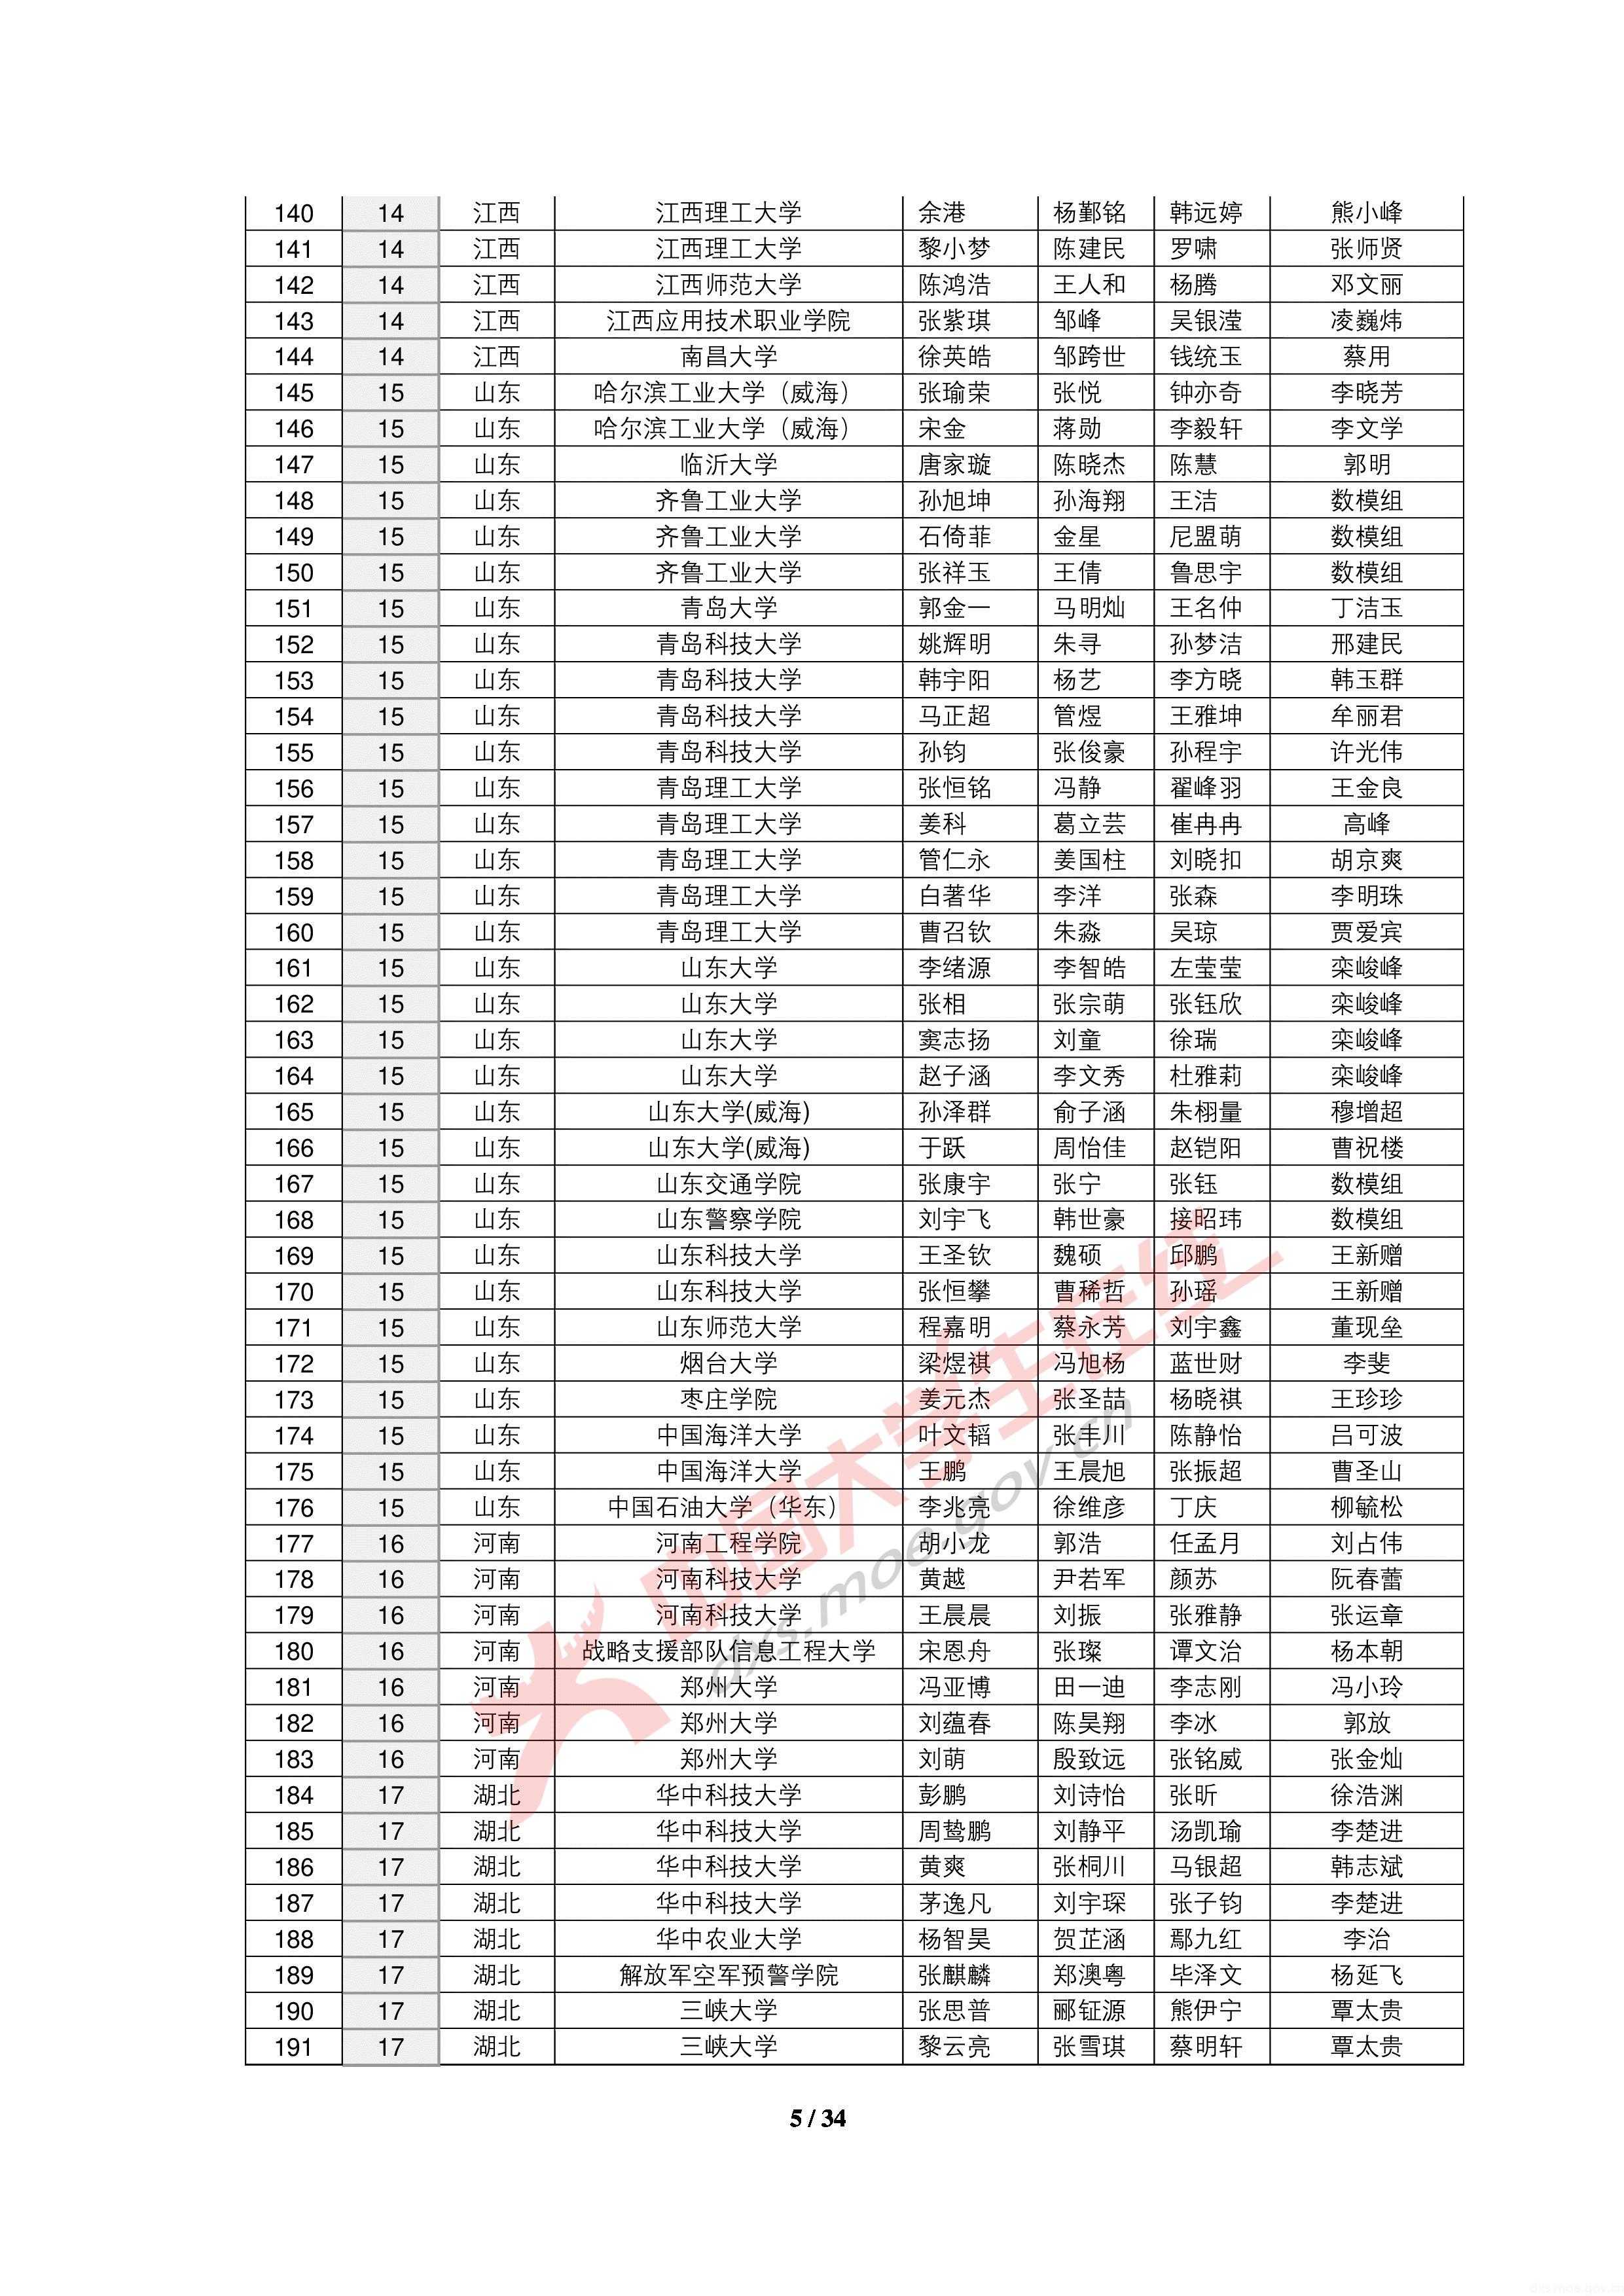 140 14 江西 江西理工大学 余港 杨鄞铭 韩远婷 熊小峰
141 14 江西 江西理工大学 黎小梦 陈建民 罗啸 张师贤
142 14 江西 江西师范大学 陈鸿浩 王人和 杨腾 邓文丽
143 14 江西 江西应用技术职业学院 张紫琪 邹峰 吴银滢 凌巍炜
144 14 江西 南昌大学 徐英皓 邹跨世 钱统玉 蔡用
145 15 山东 哈尔滨工业大学（威海） 张瑜荣 张悦 钟亦奇 李晓芳
146 15 山东 哈尔滨工业大学（威海） 宋金 蒋勋 李毅轩 李文学
147 15 山东 临沂大学 唐家璇 陈晓杰 陈慧 郭明
148 15 山东 齐鲁工业大学 孙旭坤 孙海翔 王洁 数模组
149 15 山东 齐鲁工业大学 石倚菲 金星 尼盟萌 数模组
150 15 山东 齐鲁工业大学 张祥玉 王倩 鲁思宇 数模组
151 15 山东 青岛大学 郭金一 马明灿 王名仲 丁洁玉
152 15 山东 青岛科技大学 姚辉明 朱寻 孙梦洁 邢建民
153 15 山东 青岛科技大学 韩宇阳 杨艺 李方晓 韩玉群
154 15 山东 青岛科技大学 马正超 管煜 王雅坤 牟丽君
155 15 山东 青岛科技大学 孙钧 张俊豪 孙程宇 许光伟
156 15 山东 青岛理工大学 张恒铭 冯静 翟峰羽 王金良
157 15 山东 青岛理工大学 姜科 葛立芸 崔冉冉 高峰
158 15 山东 青岛理工大学 管仁永 姜国柱 刘晓扣 胡京爽
159 15 山东 青岛理工大学 白著华 李洋 张森 李明珠
160 15 山东 青岛理工大学 曹召钦 朱淼 吴琼 贾爱宾
161 15 山东 山东大学 李绪源 李智皓 左莹莹 栾峻峰
162 15 山东 山东大学 张相 张宗萌 张钰欣 栾峻峰
163 15 山东 山东大学 窦志扬 刘童 徐瑞 栾峻峰
164 15 山东 山东大学 赵子涵 李文秀 杜雅莉 栾峻峰
165 15 山东 山东大学(威海) 孙泽群 俞子涵 朱栩量 穆增超
166 15 山东 山东大学(威海) 于跃 周怡佳 赵铠阳 曹祝楼
167 15 山东 山东交通学院 张康宇 张宁 张钰 数模组
168 15 山东 山东警察学院 刘宇飞 韩世豪 接昭玮 数模组
169 15 山东 山东科技大学 王圣钦 魏硕 邱鹏 王新赠
170 15 山东 山东科技大学 张恒攀 曹稀哲 孙瑶 王新赠
171 15 山东 山东师范大学 程嘉明 蔡永芳 刘宇鑫 董现垒
172 15 山东 烟台大学 梁煜祺 冯旭杨 蓝世财 李斐
173 15 山东 枣庄学院 姜元杰 张圣喆 杨晓祺 王珍珍
174 15 山东 中国海洋大学 叶文韬 张丰川 陈静怡 吕可波
175 15 山东 中国海洋大学 王鹏 王晨旭 张振超 曹圣山
176 15 山东 中国石油大学（华东） 李兆亮 徐维彦 丁庆 柳毓松
177 16 河南 河南工程学院 胡小龙 郭浩 任孟月 刘占伟
178 16 河南 河南科技大学 黄越 尹若军 颜苏 阮春蕾
179 16 河南 河南科技大学 王晨晨 刘振 张雅静 张运章
180 16 河南 战略支援部队信息工程大学 宋恩舟 张璨 谭文治 杨本朝
181 16 河南 郑州大学 冯亚博 田一迪 李志刚 冯小玲
182 16 河南 郑州大学 刘蕴春 陈昊翔 李冰 郭放
183 16 河南 郑州大学 刘萌 殷致远 张铭威 张金灿
184 17 湖北 华中科技大学 彭鹏 刘诗怡 张昕 徐浩渊
185 17 湖北 华中科技大学 周鸷鹏 刘静平 汤凯瑜 李楚进
186 17 湖北 华中科技大学 黄爽 张桐川 马银超 韩志斌
187 17 湖北 华中科技大学 茅逸凡 刘宇琛 张子钧 李楚进
188 17 湖北 华中农业大学 杨智昊 贺芷涵 鄢九红 李治
189 17 湖北 解放军空军预警学院 张麒麟 郑澳粤 毕泽文 杨延飞
190 17 湖北 三峡大学 张思普 郦钲源 熊伊宁 覃太贵
191 17 湖北 三峡大学 黎云亮 张雪琪 蔡明轩 覃太贵
中国大学生在线
dxs.moe.gov.cn
5 / 34